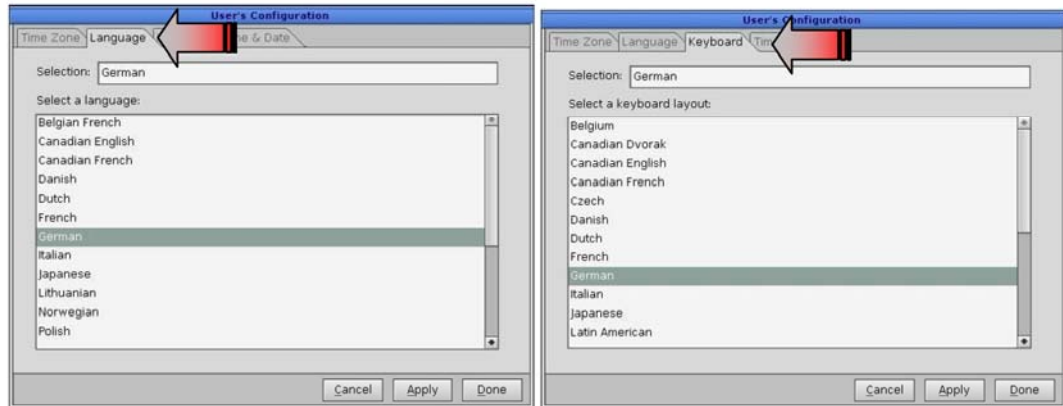 User's Configuration
Time Zone Language & Date
Selection: German
Select a language:
Belgian French
Canadian English
Canadian French
Danish
Dutch
French
German
Italian
Japanese
Lithuanian
Norwegian
Polish
Cancel Apply Done
User's Configuration
Time Zone Language Keyboard
Selection: German
Select a keyboard layout:
Belgium
Canadian Dvorak
Canadian English
Canadian French
Czech
Danish
Dutch
French
German
Italian
Japanese
Latin American
Cancel Apply Done